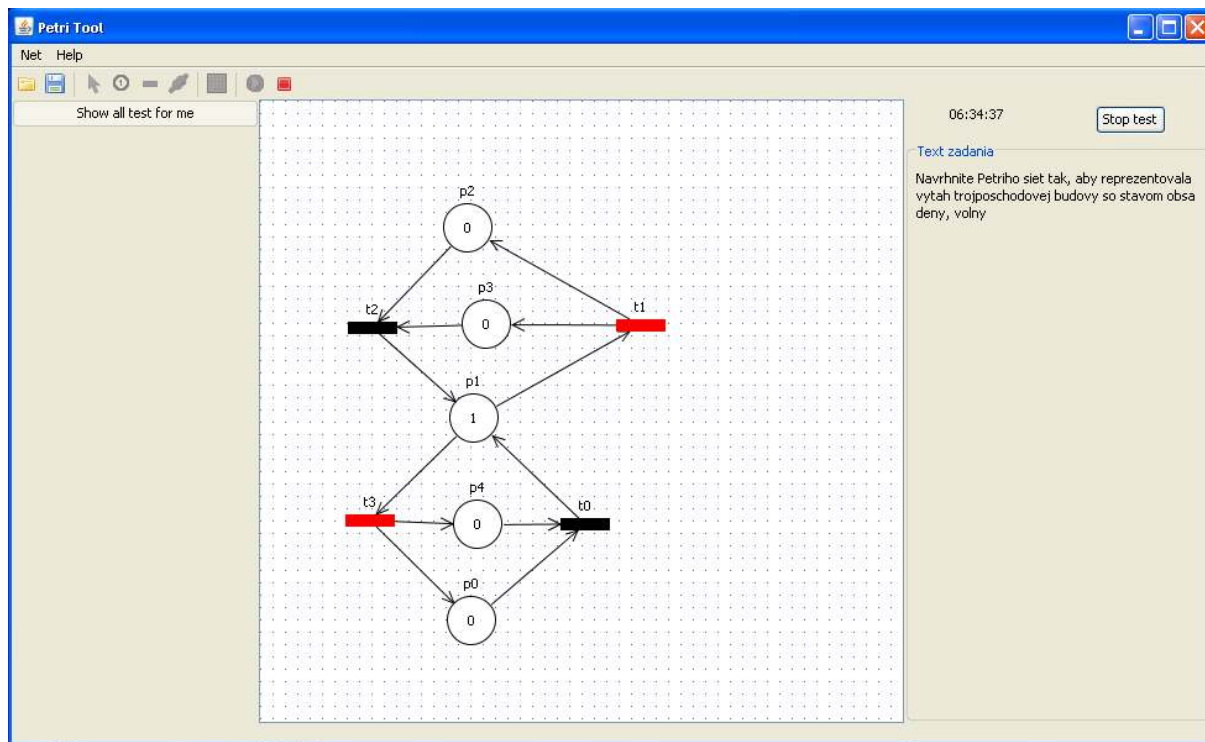 Petri Tool
Net Help
1
Show all test for me
06:34:37
Stop test
Text zadania
Navrhnite Petriho siet tak, aby reprezentovala
vytah trojposchodovej budovy so stavom obsa
deny, volny
p2
0
p3
t2
t1
0
p1
1
p4
t3
t0
0
p0
0